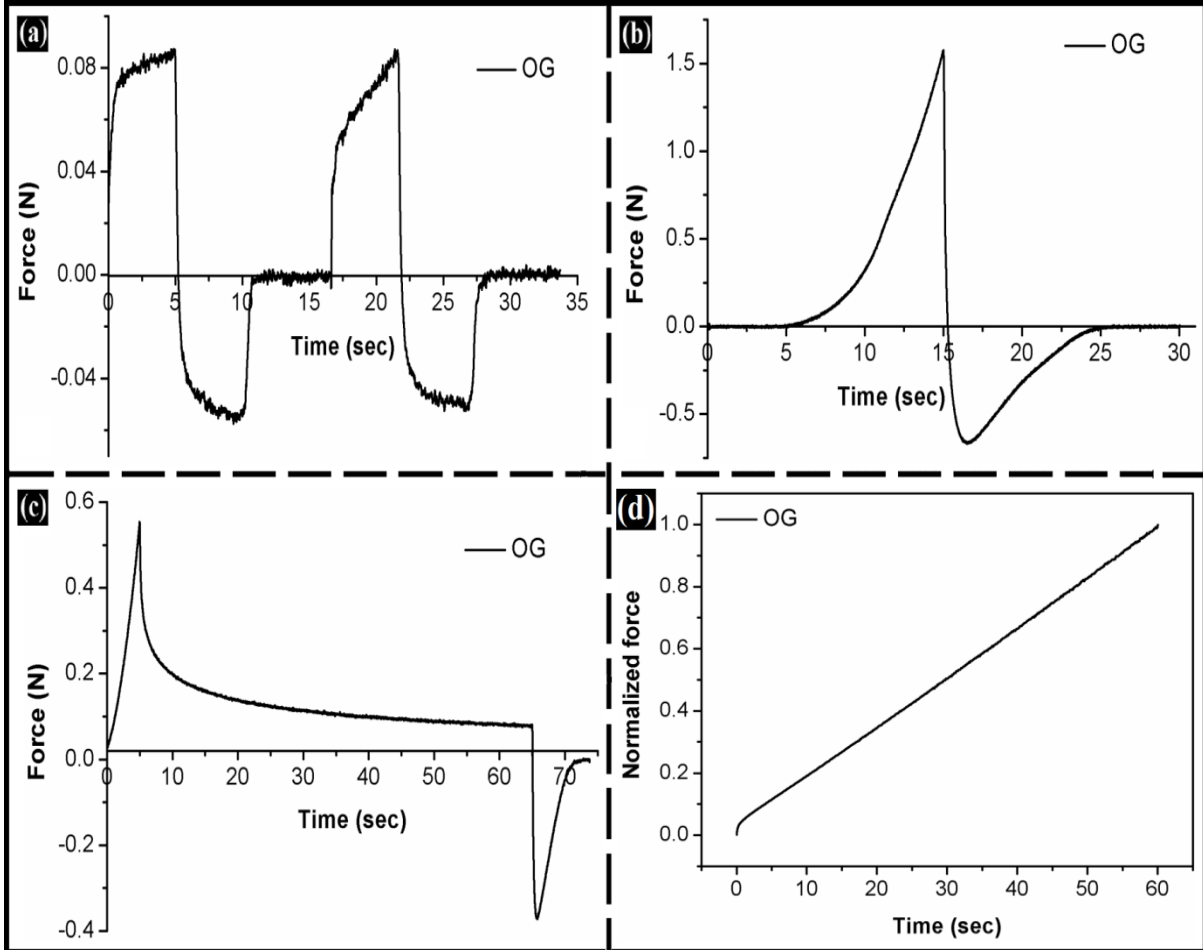 (a)
OG
0.08
0.04
0.00
-0.04
0 5 10 15 20 25 30 35
Force (N)
Time (sec)
(b)
OG
1.5
1.0
0.5
0.0
-0.5
0 5 10 15 20 25 30
Force (N)
Time (sec)
(c)
OG
0.6
0.4
0.2
0.0
-0.2
-0.4
0 10 20 30 40 50 60 70
Force (N)
Time (sec)
(d)
OG
1.0
0.8
0.6
0.4
0.2
0.0
0 10 20 30 40 50 60
Normalized force
Time (sec)